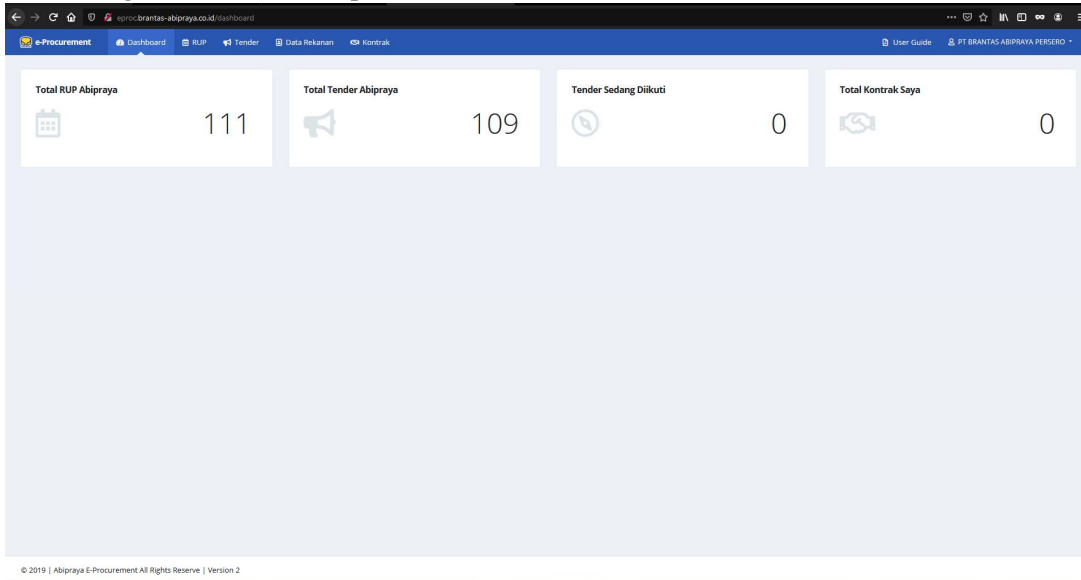 eproc.brantas-abipraya.co.id/dashboard
e-Procurement Dashboard RUP Tender Data Rekanan Kontrak User Guide PT BRANTAS ABIPRAYA PERSERO
Total RUP Abipraya Total Tender Abipraya Tender Sedang Diikuti Total Kontrak Saya
111 109 0 0
© 2019 | Abipraya E-Procurement All Rights Reserve | Version 2